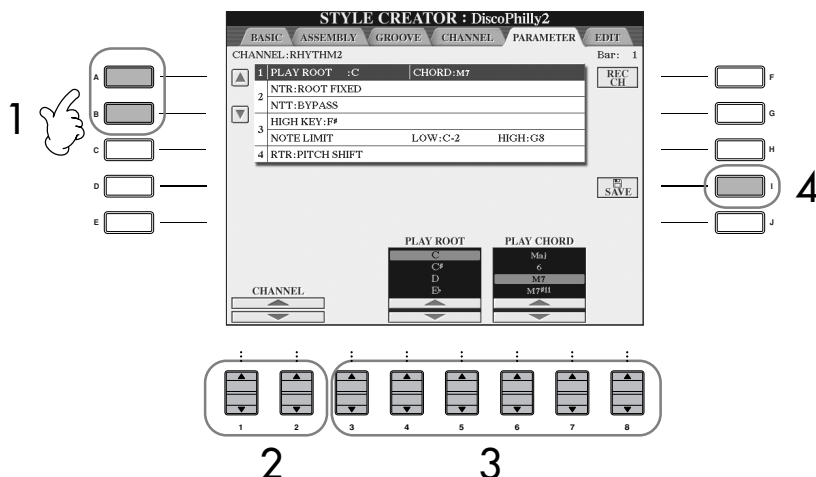 STYLE CREATOR : DiscoPhilly2
BASIC ASSEMBLY GROOVE CHANNEL PARAMETER EDIT
CHANNEL:RHYTHM2 Bar: 1
1 PLAY ROOT :C CHORD:M7
REC CH
2 NTR:ROOT FIXED
NTT:BYPASS
3 HIGH KEY:F#
NOTE LIMIT LOW:C-2 HIGH:G8
4 RTR:PITCH SHIFT
SAVE
A
B
C
D
E
F
G
H
I
J
1
4
PLAY ROOT PLAY CHORD
C Maj
C# 6
D M7
E♭ M7#11
CHANNEL
1 2 3 4 5 6 7 8
2 3